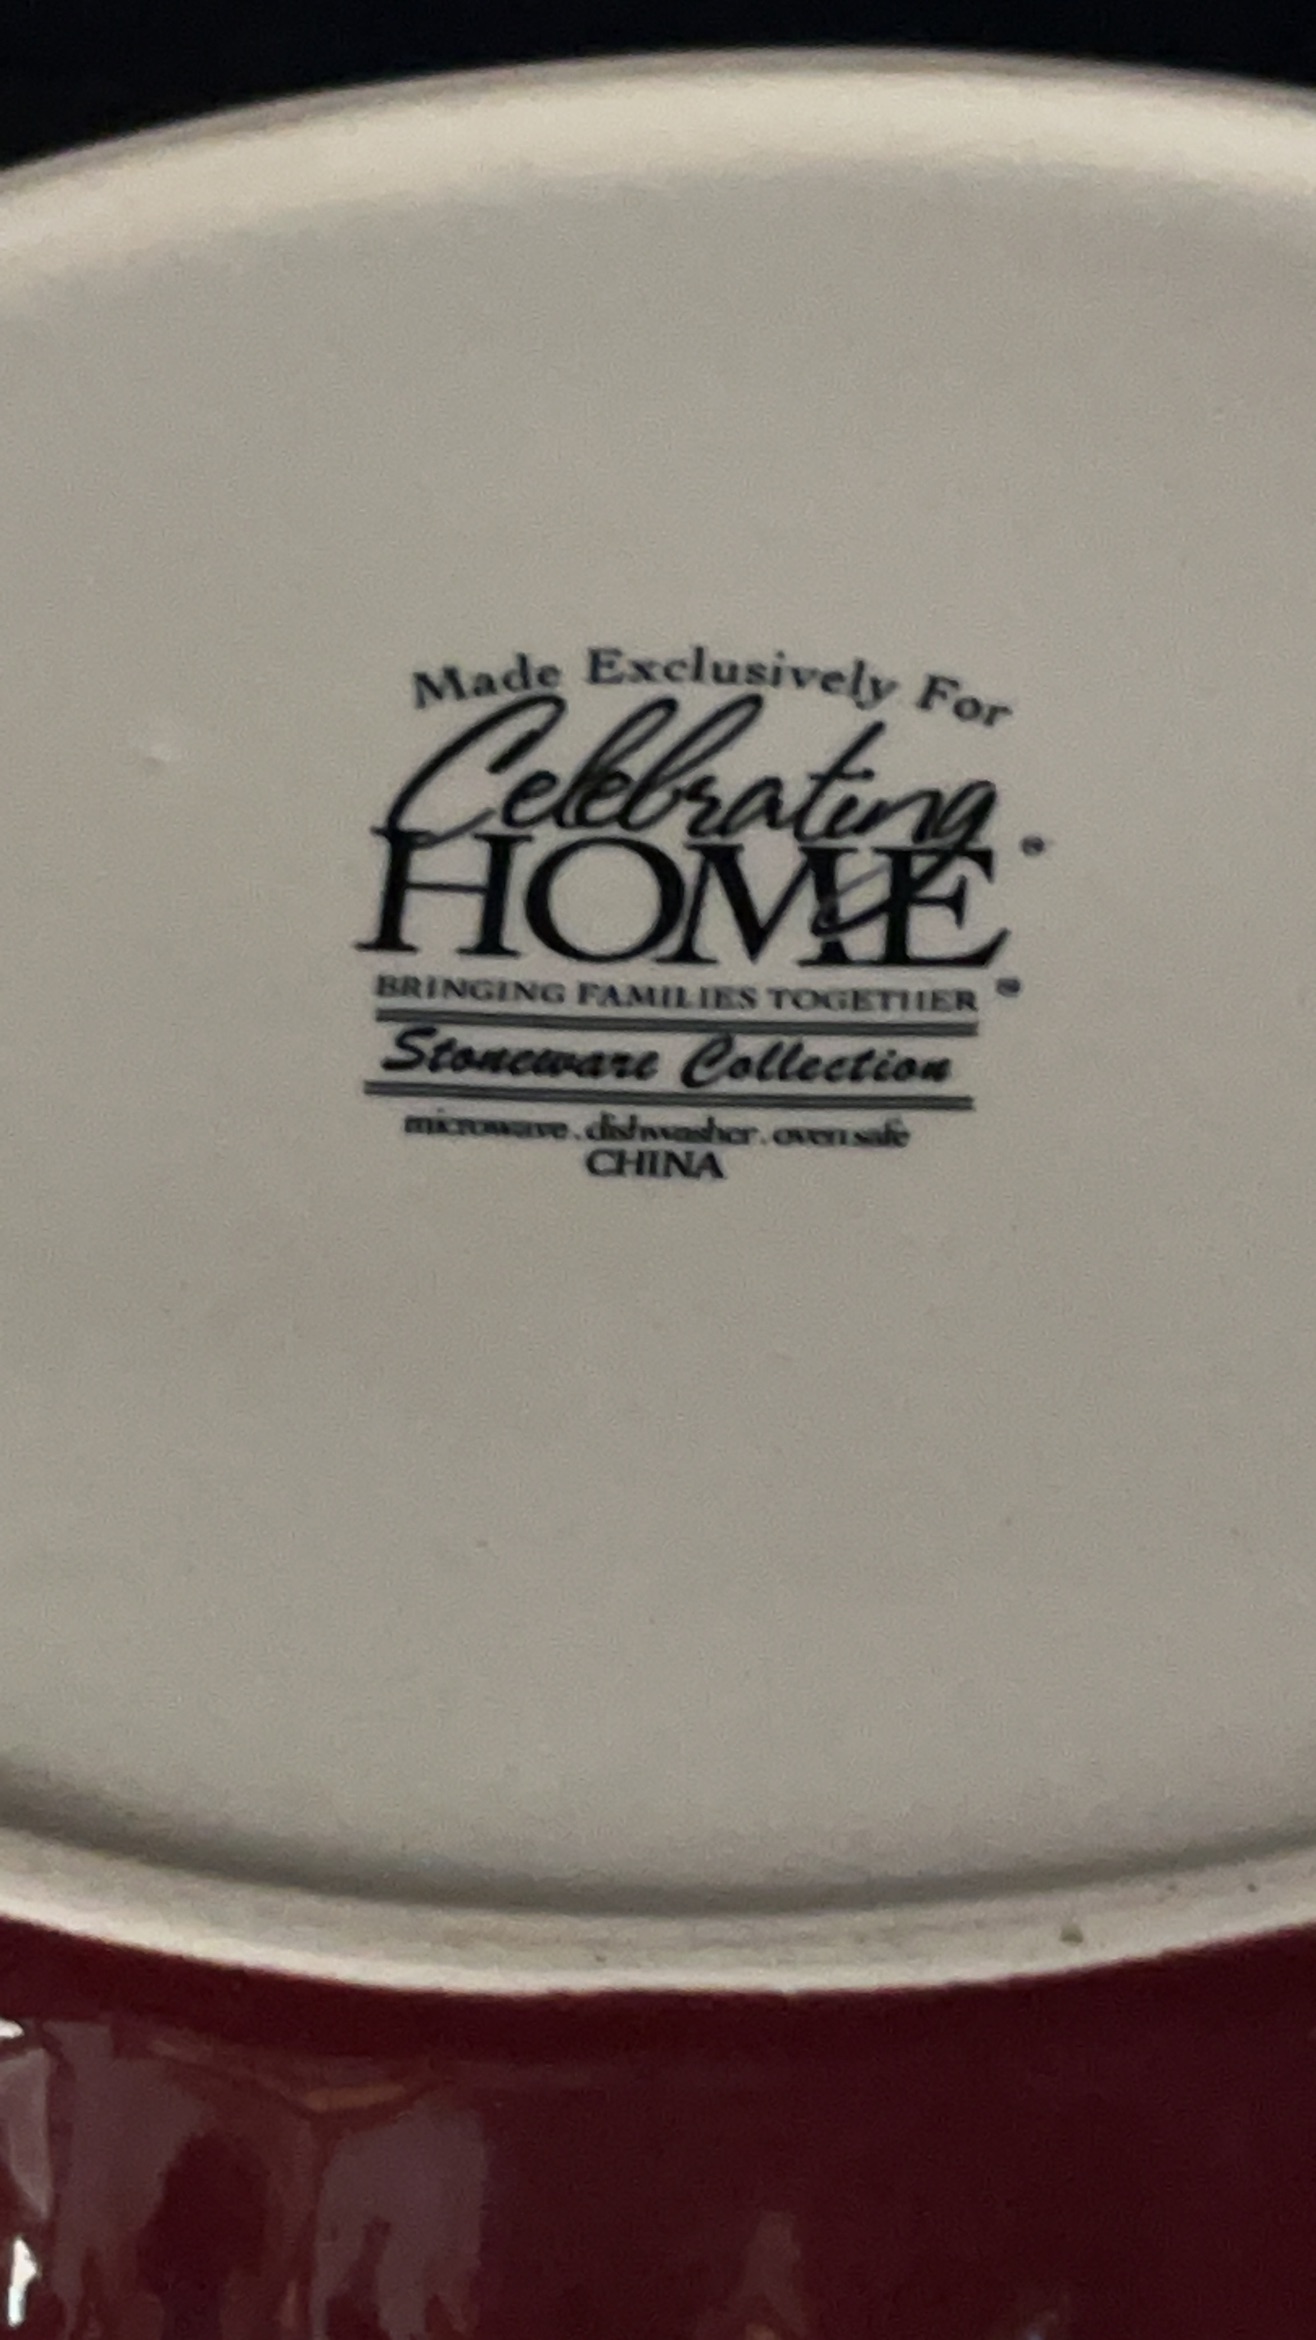 Made Exclusively For
Celebrating
HOME®
BRINGING FAMILIES TOGETHER®
Stoneware Collection
microwave . dishwasher . oven safe
CHINA